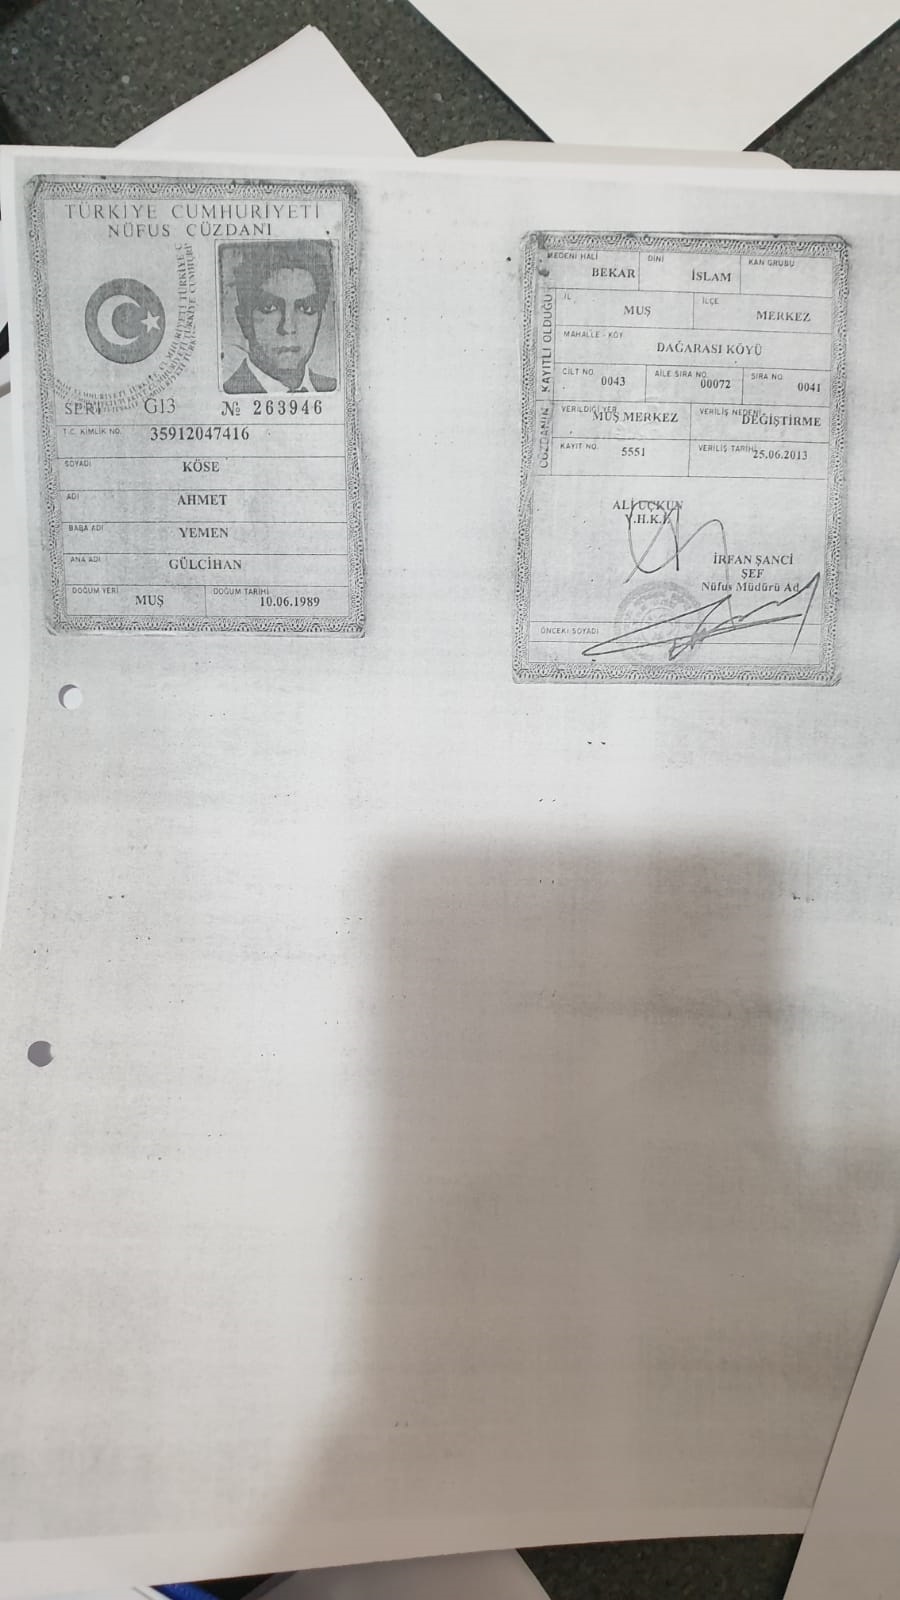 TÜRKİYE CUMHURİYETİ
NÜFUS CÜZDANI
SERİ G13 № 263946
T.C. KİMLİK NO. 35912047416
SOYADI KÖSE
ADI AHMET
BABA ADI YEMEN
ANA ADI GÜLCİHAN
DOĞUM YERİ MUŞ DOĞUM TARİHİ 10.06.1989
MEDENİ HALİ BEKAR DİNİ İSLAM KAN GRUBU
KAYITLI OLDUĞU
İL MUŞ İLÇE MERKEZ
MAHALLE - KÖY DAĞARASI KÖYÜ
CİLT NO. 0043 AİLE SIRA NO. 00072 SIRA NO. 0041
CÜZDANIN
VERİLDİĞİ YER MUŞ MERKEZ VERİLİŞ NEDENİ DEĞİŞTİRME
KAYIT NO. 5551 VERİLİŞ TARİHİ 25.06.2013
ALİ UÇKUN
İRFAN ŞANCİ
ŞEF
Nüfus Müdürü Ad.
ÖNCEKİ SOYADI